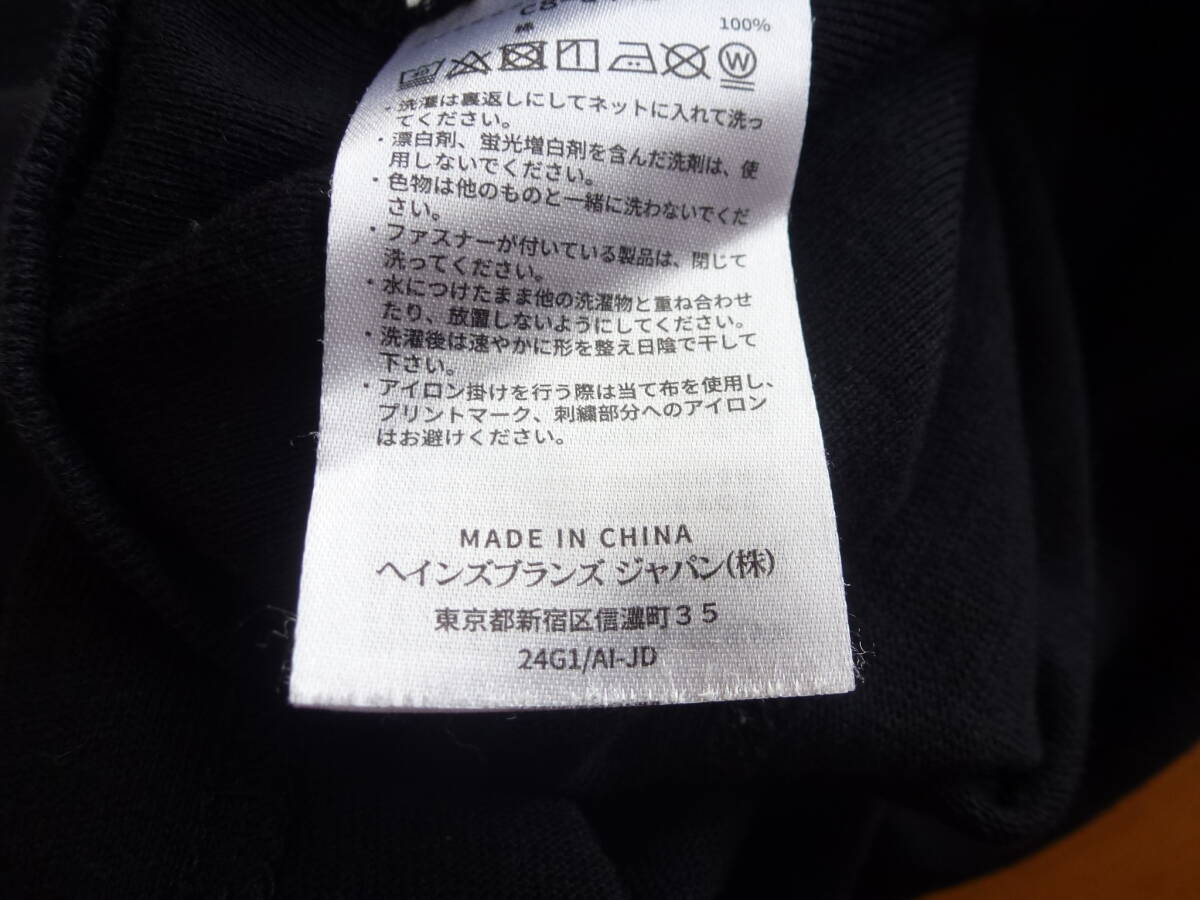 綿 100%
・洗濯は裏返しにしてネットに入れて洗っ
てください。
・漂白剤、蛍光増白剤を含んだ洗剤は、使
用しないでください。
・色物は他のものと一緒に洗わないでくだ
さい。
・ファスナーが付いている製品は、閉じて
洗ってください。
・水につけたまま他の洗濯物と重ね合わせ
たり、放置しないようにしてください。
・洗濯後は速やかに形を整え日陰で干して
下さい。
・アイロン掛けを行う際は当て布を使用し、
プリントマーク、刺繍部分へのアイロン
はお避けください。
MADE IN CHINA
ヘインズブランズ ジャパン(株)
東京都新宿区信濃町35
24G1/AI-JD